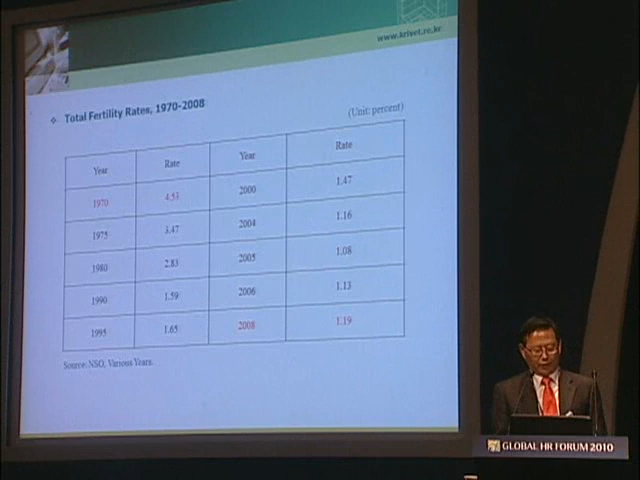 www.krivet.re.kr
Total Fertility Rates, 1970-2008
(Unit: percent)
Year Rate Year Rate
1970 4.53 2000 1.47
1975 3.47 2004 1.16
1980 2.83 2005 1.08
1990 1.59 2006 1.13
1995 1.65 2008 1.19
Source: NSO, Various Years.
GLOBAL HR FORUM 2010